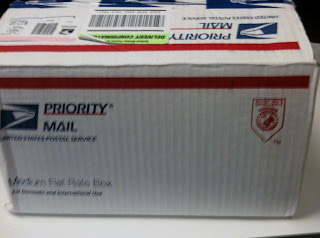 UNITED STATES POSTAL SERVICE
PRIORITY
MAIL
DELIVERY CONFIRMATION
PRIORITY®
MAIL
UNITED STATES POSTAL SERVICE
TM
Medium Flat Rate Box
For Domestic and International Use